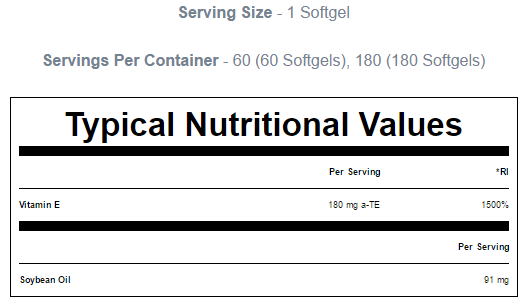 Serving Size - 1 Softgel
Servings Per Container - 60 (60 Softgels), 180 (180 Softgels)
Typical Nutritional Values
Per Serving *RI
Vitamin E 180 mg a-TE 1500%
Per Serving
Soybean Oil 91 mg